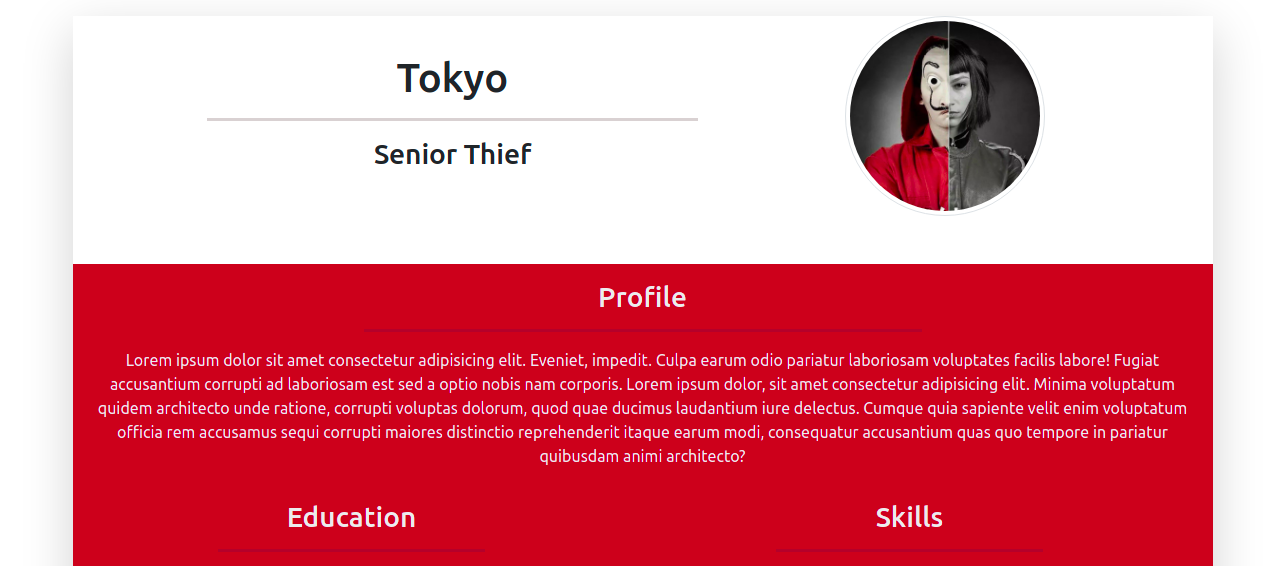 Tokyo
Senior Thief
Profile
Lorem ipsum dolor sit amet consectetur adipisicing elit. Eveniet, impedit. Culpa earum odio pariatur laboriosam voluptates facilis labore! Fugiat
accusantium corrupti ad laboriosam est sed a optio nobis nam corporis. Lorem ipsum dolor, sit amet consectetur adipisicing elit. Minima voluptatum
quidem architecto unde ratione, corrupti voluptas dolorum, quod quae ducimus laudantium iure delectus. Cumque quia sapiente velit enim voluptatum
officia rem accusamus sequi corrupti maiores distinctio reprehenderit itaque earum modi, consequatur accusantium quas quo tempore in pariatur
quibusdam animi architecto?
Education
Skills